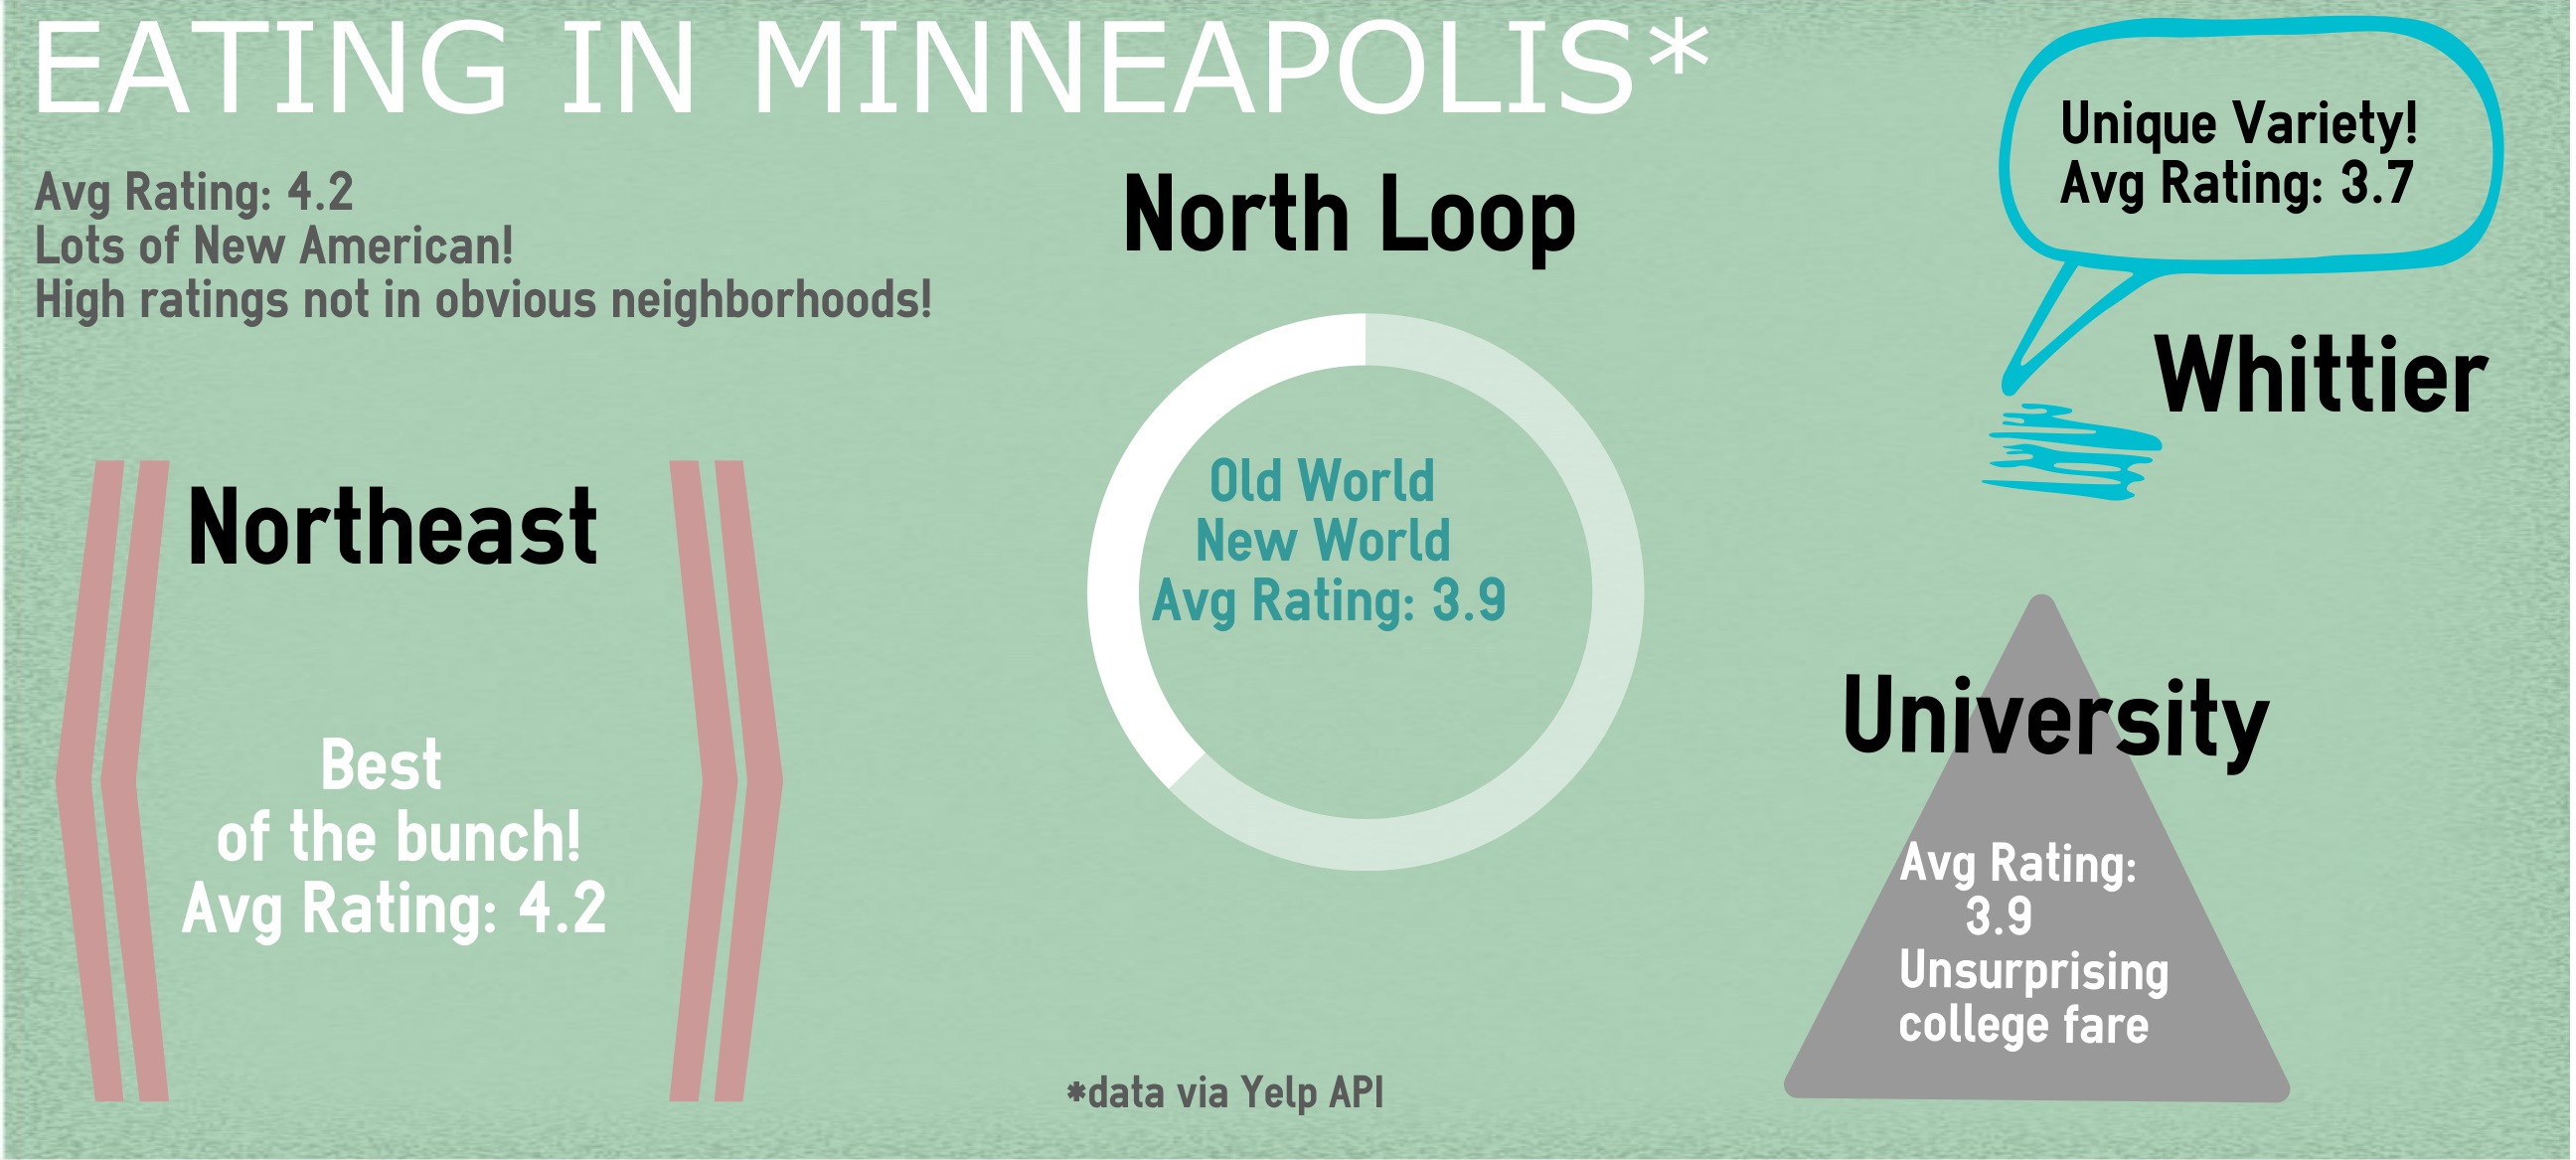 EATING IN MINNEAPOLIS*
Avg Rating: 4.2
Lots of New American!
High ratings not in obvious neighborhoods!
North Loop
Old World
New World
Avg Rating: 3.9
Unique Variety!
Avg Rating: 3.7
Whittier
Northeast
Best
of the bunch!
Avg Rating: 4.2
University
Avg Rating:
3.9
Unsurprising
college fare
*data via Yelp API